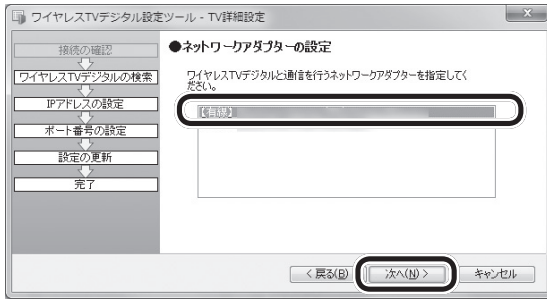 ワイヤレスTVデジタル設定ツール - TV詳細設定
接続の確認
ワイヤレスTVデジタルの検索
IPアドレスの設定
ポート番号の設定
設定の更新
完了
●ネットワークアダプターの設定
ワイヤレスTVデジタルと通信を行うネットワークアダプターを指定してく
ださい。
【有線】
< 戻る(B)
次へ(N) >
キャンセル